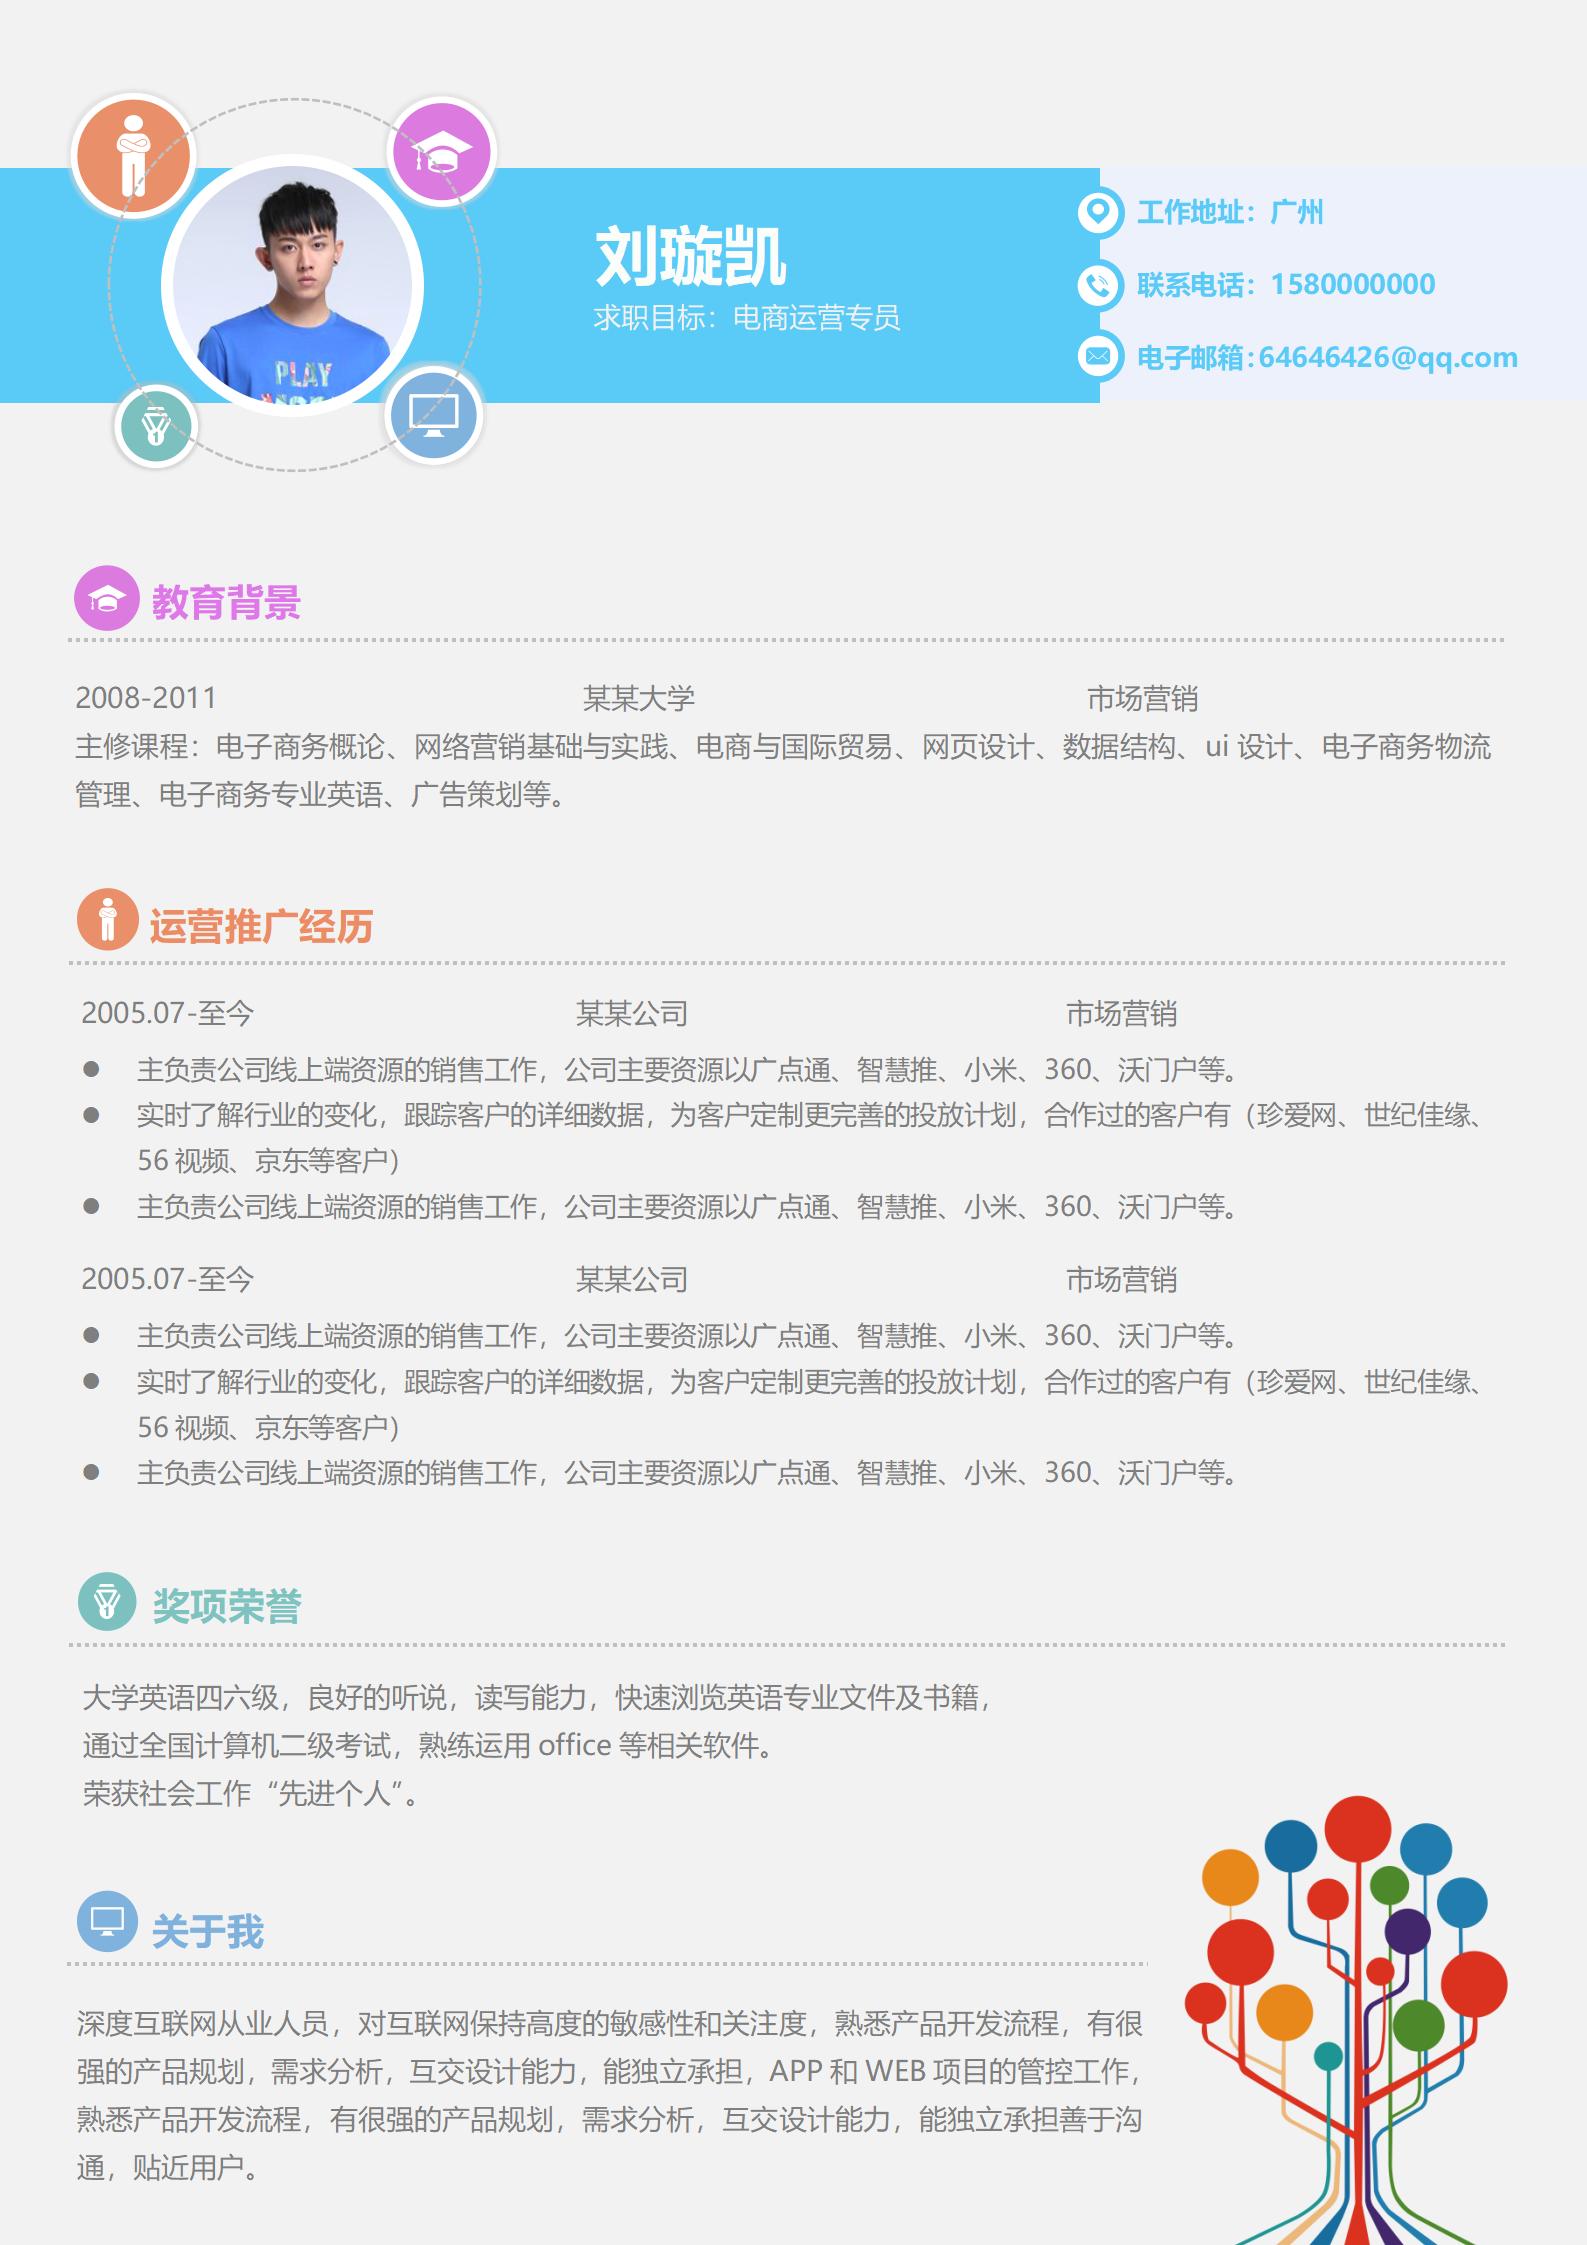 刘璇凯
求职目标：电商运营专员
工作地址：广州
联系电话：1580000000
电子邮箱：64646426@qq.com
PLAY
教育背景
2008-2011 某某大学 市场营销
主修课程：电子商务概论、网络营销基础与实践、电商与国际贸易、网页设计、数据结构、ui 设计、电子商务物流
管理、电子商务专业英语、广告策划等。
运营推广经历
2005.07-至今 某某公司 市场营销
● 主负责公司线上端资源的销售工作，公司主要资源以广点通、智慧推、小米、360、沃门户等。
● 实时了解行业的变化，跟踪客户的详细数据，为客户定制更完善的投放计划，合作过的客户有（珍爱网、世纪佳缘、
56 视频、京东等客户）
● 主负责公司线上端资源的销售工作，公司主要资源以广点通、智慧推、小米、360、沃门户等。
2005.07-至今 某某公司 市场营销
● 主负责公司线上端资源的销售工作，公司主要资源以广点通、智慧推、小米、360、沃门户等。
● 实时了解行业的变化，跟踪客户的详细数据，为客户定制更完善的投放计划，合作过的客户有（珍爱网、世纪佳缘、
56 视频、京东等客户）
● 主负责公司线上端资源的销售工作，公司主要资源以广点通、智慧推、小米、360、沃门户等。
奖项荣誉
大学英语四六级，良好的听说，读写能力，快速浏览英语专业文件及书籍，
通过全国计算机二级考试，熟练运用 office 等相关软件。
荣获社会工作“先进个人”。
关于我
深度互联网从业人员，对互联网保持高度的敏感性和关注度，熟悉产品开发流程，有很
强的产品规划，需求分析，互交设计能力，能独立承担，APP 和 WEB 项目的管控工作，
熟悉产品开发流程，有很强的产品规划，需求分析，互交设计能力，能独立承担善于沟
通，贴近用户。